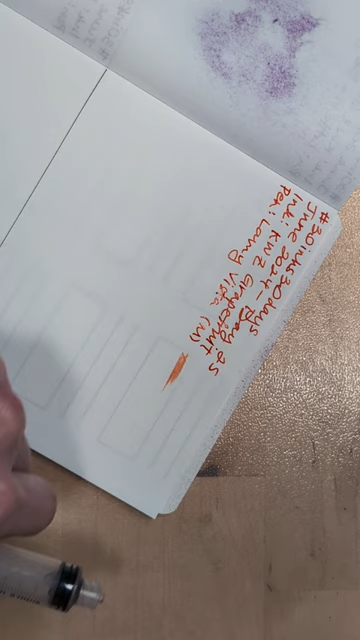 #30inks30days
June 2024 - Day 25
Ink: KWZ Grapefruit
Pen: Lamy Vista (M)